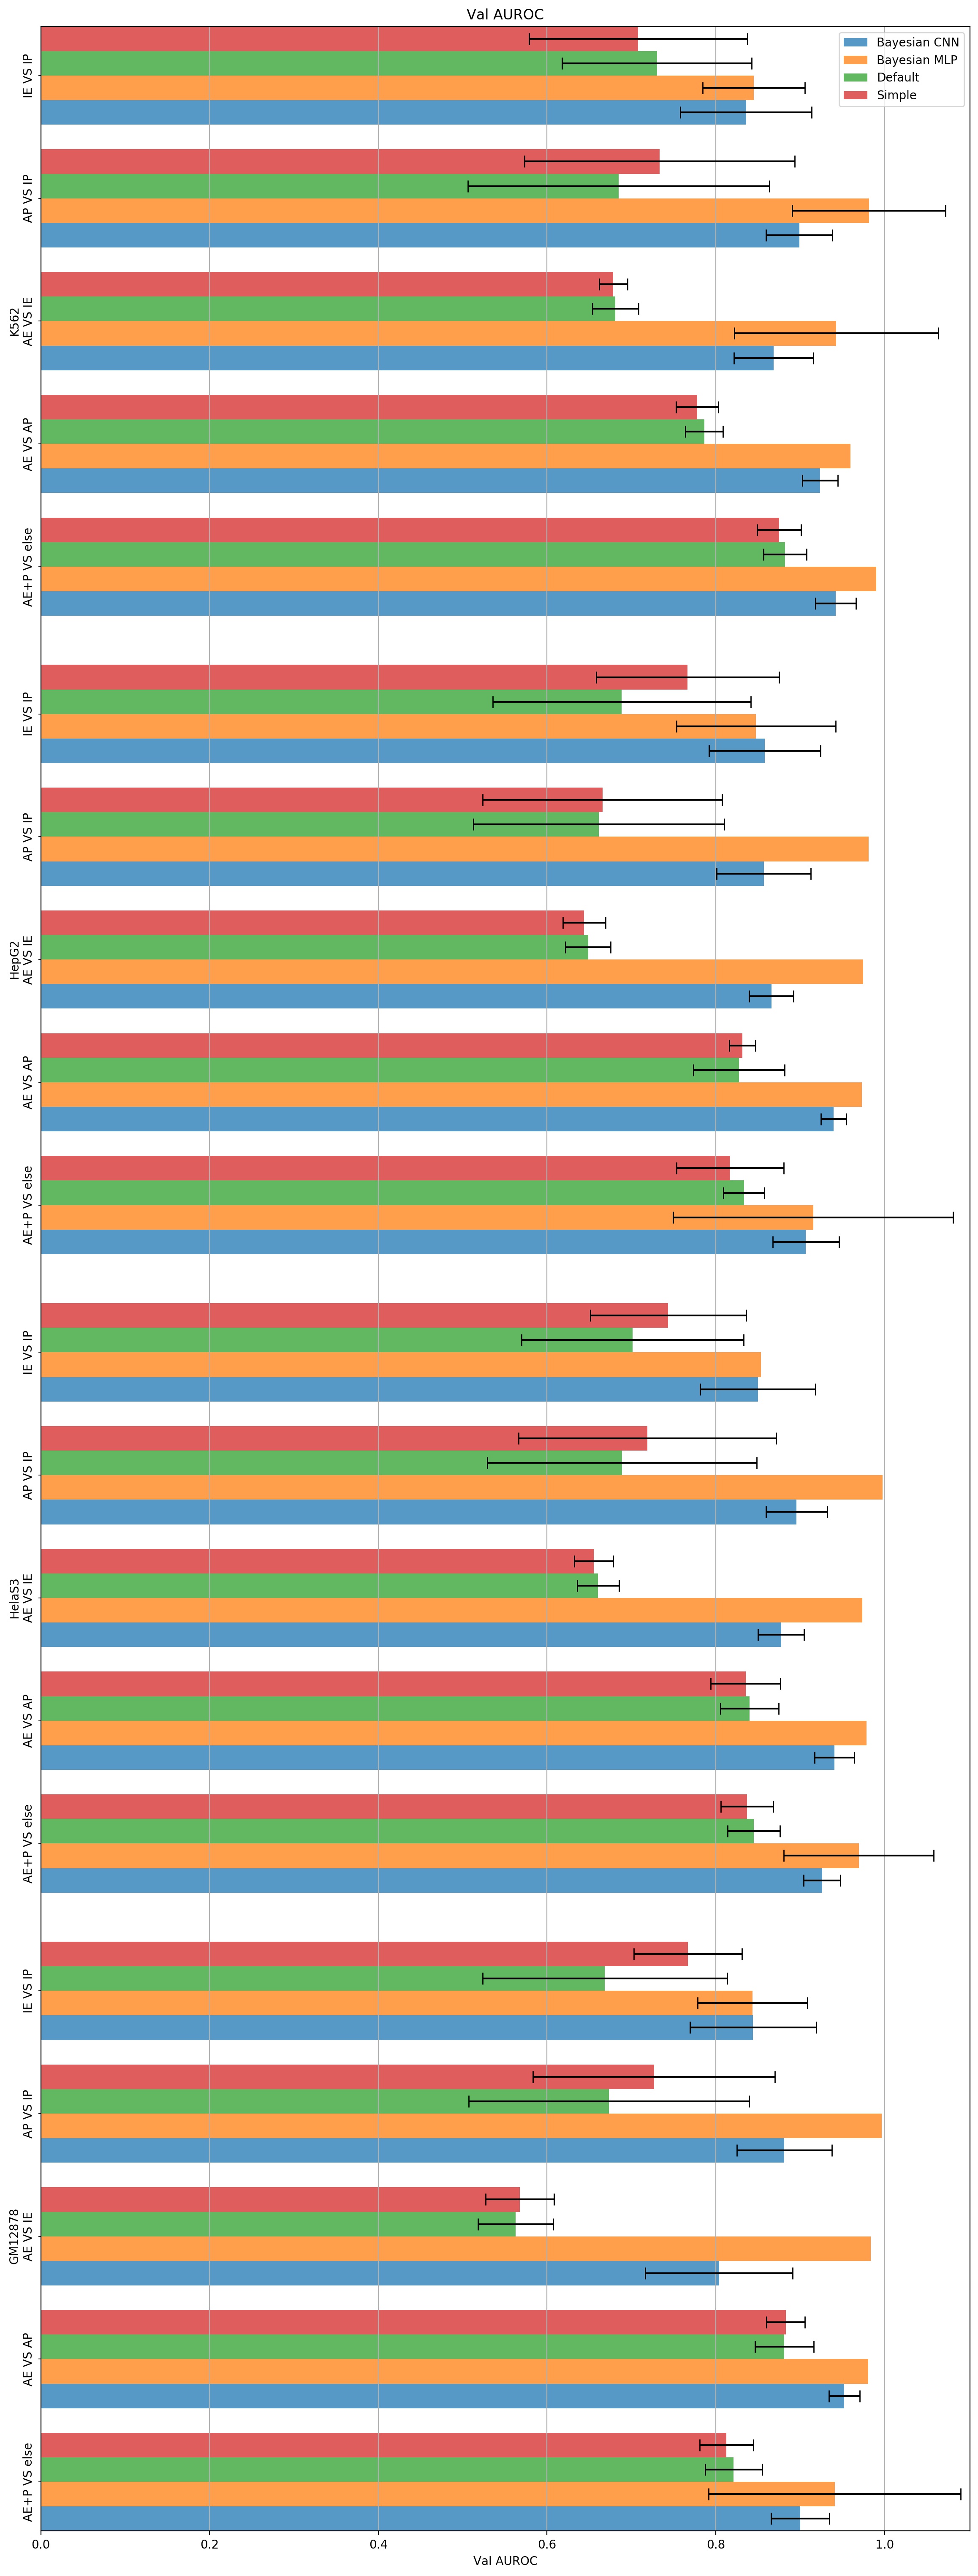 Val AUROC
Bayesian CNN
Bayesian MLP
Default
Simple
IE VS IP
AP VS IP
K562
AE VS IE
AE VS AP
AE+P VS else
IE VS IP
AP VS IP
HepG2
AE VS IE
AE VS AP
AE+P VS else
IE VS IP
AP VS IP
HelaS3
AE VS IE
AE VS AP
AE+P VS else
IE VS IP
AP VS IP
GM12878
AE VS IE
AE VS AP
AE+P VS else
0.0 0.2 0.4 0.6 0.8 1.0
Val AUROC